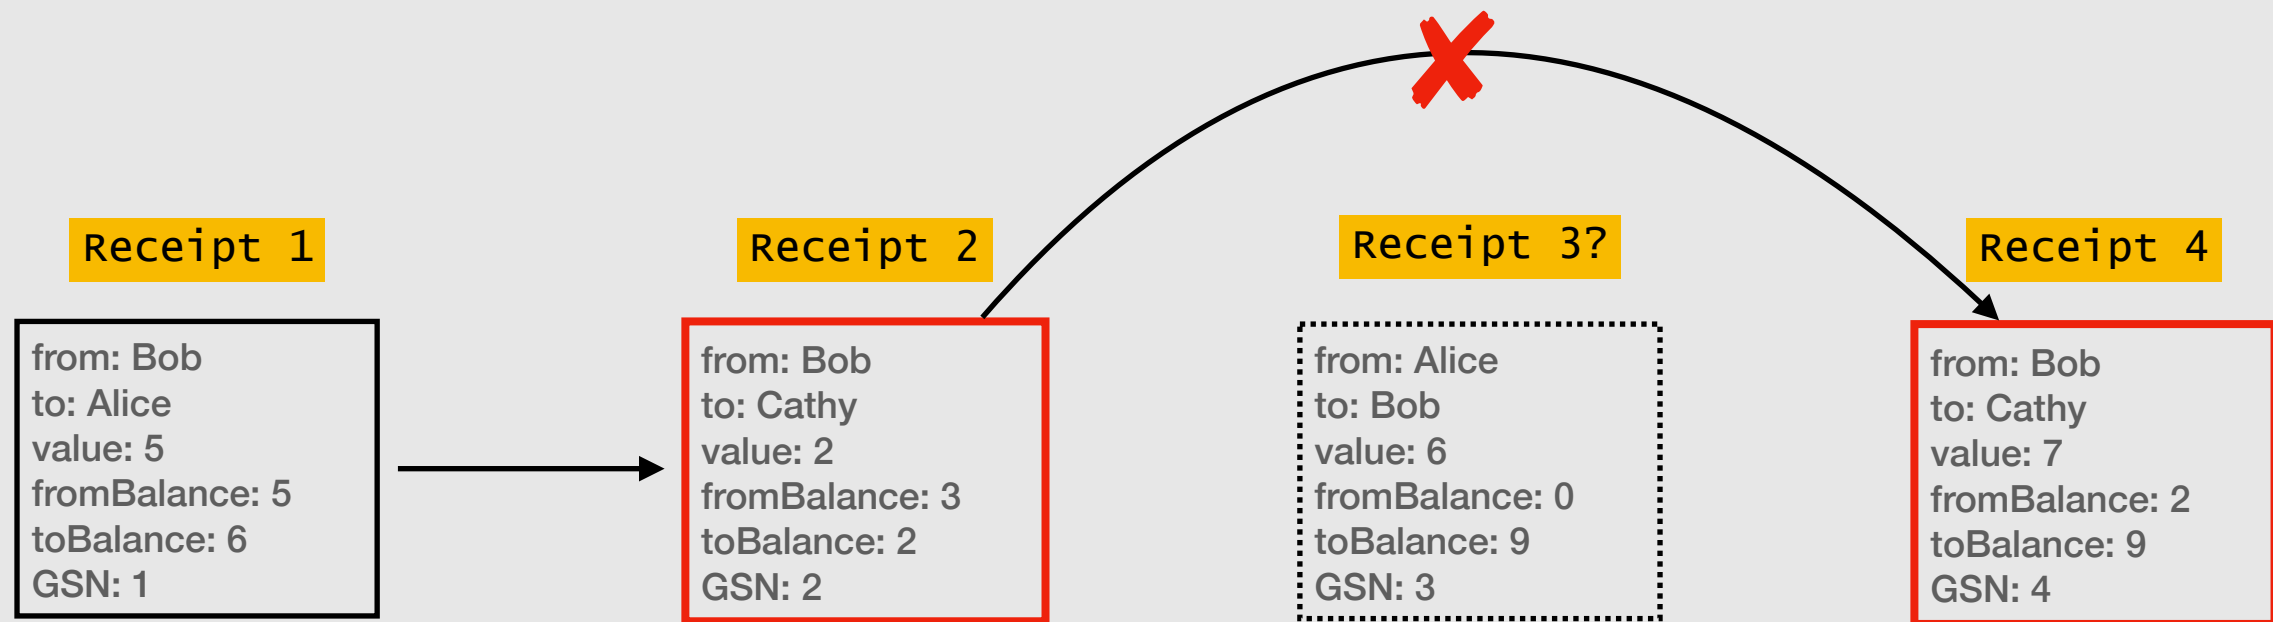 Receipt 1
from: Bob
to: Alice
value: 5
fromBalance: 5
toBalance: 6
GSN: 1
Receipt 2
from: Bob
to: Cathy
value: 2
fromBalance: 3
toBalance: 2
GSN: 2
Receipt 3?
from: Alice
to: Bob
value: 6
fromBalance: 0
toBalance: 9
GSN: 3
Receipt 4
from: Bob
to: Cathy
value: 7
fromBalance: 2
toBalance: 9
GSN: 4